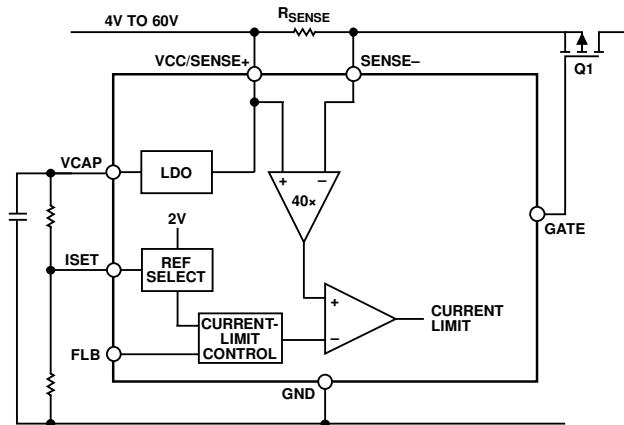 4V TO 60V
RSENSE
VCC/SENSE+
SENSE–
Q1
VCAP
LDO
+
–
40×
2V
GATE
ISET
REF
SELECT
+
–
CURRENT
LIMIT
CURRENT-
LIMIT
CONTROL
FLB
GND